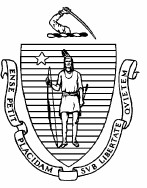 ENSE PETIT PLACIDAM SVB LIBERTATE QVIETEM